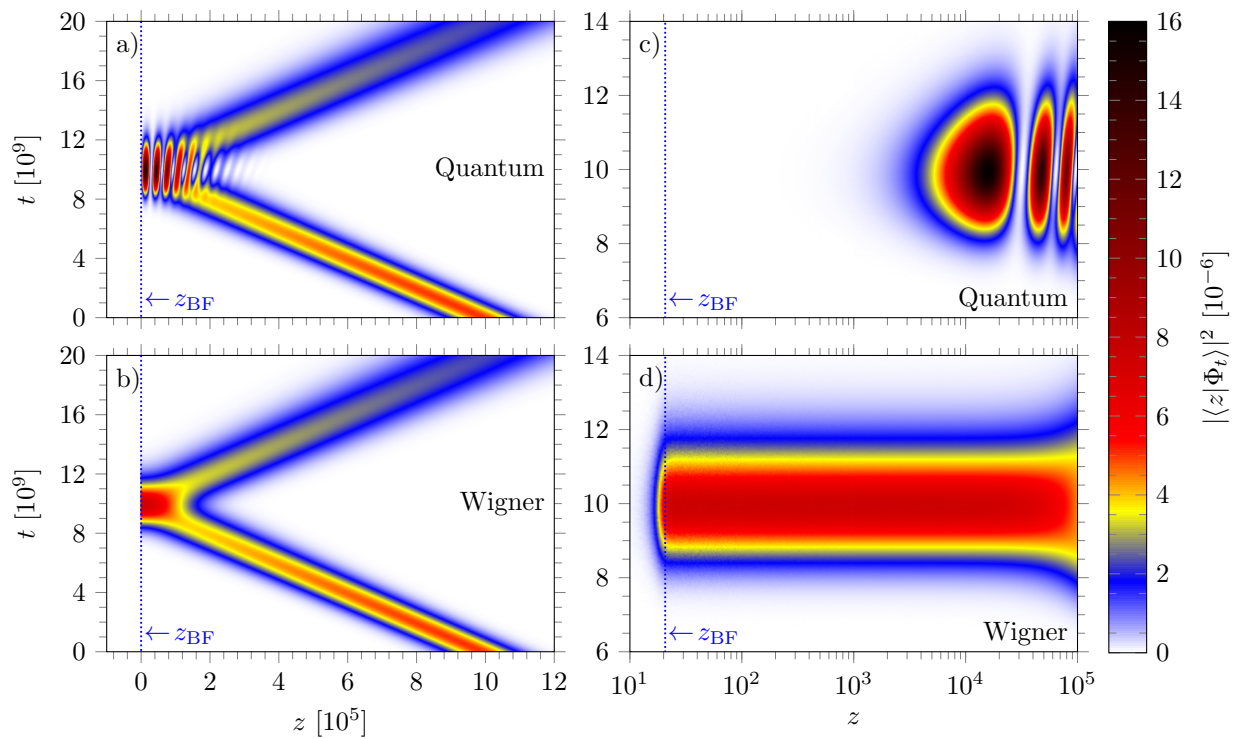 a)
Quantum
← z_BF
t [10^9]
20
16
12
8
4
0
c)
Quantum
← z_BF
14
12
10
8
6
b)
Wigner
← z_BF
t [10^9]
20
16
12
8
4
0
0 2 4 6 8 10 12
z [10^5]
d)
Wigner
← z_BF
14
12
10
8
6
10^1 10^2 10^3 10^4 10^5
z
16
14
12
10
8
6
4
2
0
|⟨z|Φ_t⟩|^2 [10^−6]